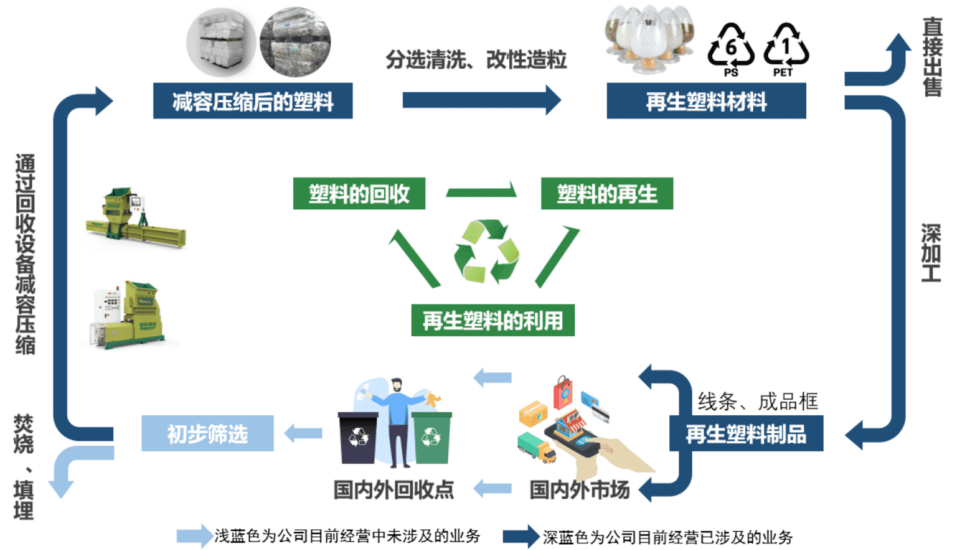 分选清洗、改性造粒
6
PS
1
PET
直接出售
减容压缩后的塑料
再生塑料材料
通过回收设备减容压缩
塑料的回收
塑料的再生
深加工
再生塑料的利用
线条、成品框
再生塑料制品
初步筛选
焚烧、填埋
国内外回收点
国内外市场
浅蓝色为公司目前经营中未涉及的业务
深蓝色为公司目前经营已涉及的业务